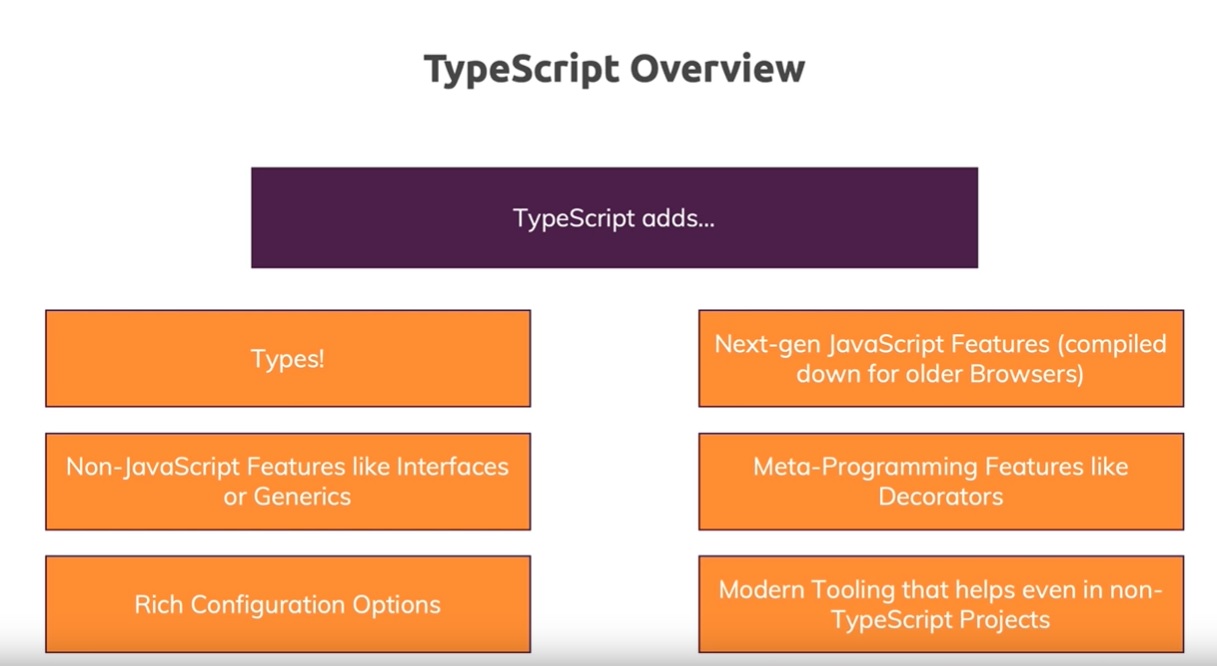 TypeScript Overview
TypeScript adds...
Types!
Next-gen JavaScript Features (compiled
down for older Browsers)
Non-JavaScript Features like Interfaces
or Generics
Meta-Programming Features like
Decorators
Rich Configuration Options
Modern Tooling that helps even in non-
TypeScript Projects